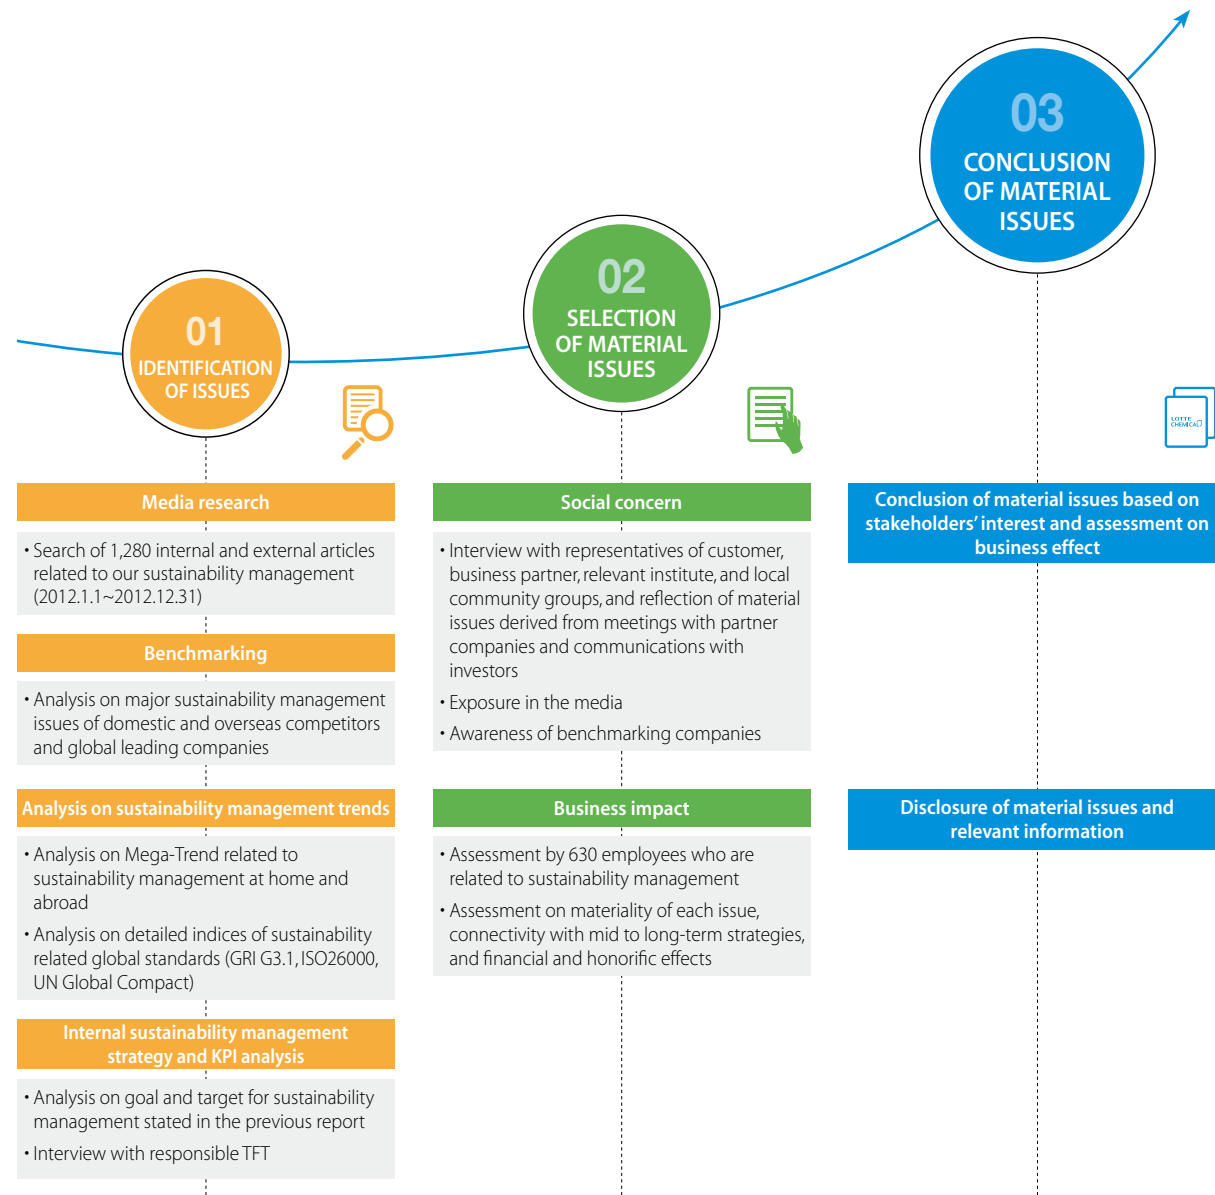 01
IDENTIFICATION
OF ISSUES
Media research
• Search of 1,280 internal and external articles
related to our sustainability management
(2012.1.1~2012.12.31)
Benchmarking
• Analysis on major sustainability management
issues of domestic and overseas competitors
and global leading companies
Analysis on sustainability management trends
• Analysis on Mega-Trend related to
sustainability management at home and
abroad
• Analysis on detailed indices of sustainability
related global standards (GRI G3.1, ISO26000,
UN Global Compact)
Internal sustainability management
strategy and KPI analysis
• Analysis on goal and target for sustainability
management stated in the previous report
• Interview with responsible TFT
02
SELECTION
OF MATERIAL
ISSUES
Social concern
• Interview with representatives of customer,
business partner, relevant institute, and local
community groups, and reflection of material
issues derived from meetings with partner
companies and communications with
investors
• Exposure in the media
• Awareness of benchmarking companies
Business impact
• Assessment by 630 employees who are
related to sustainability management
• Assessment on materiality of each issue,
connectivity with mid to long-term strategies,
and financial and honorific effects
03
CONCLUSION
OF MATERIAL
ISSUES
LOTTE
CHEMICAL
Conclusion of material issues based on
stakeholders' interest and assessment on
business effect
Disclosure of material issues and
relevant information